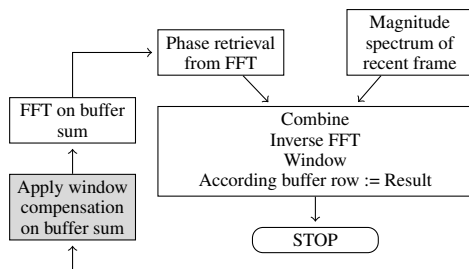 Phase retrieval
from FFT
Magnitude
spectrum of
recent frame
FFT on buffer
sum
Combine
Inverse FFT
Window
According buffer row := Result
Apply window
compensation
on buffer sum
STOP